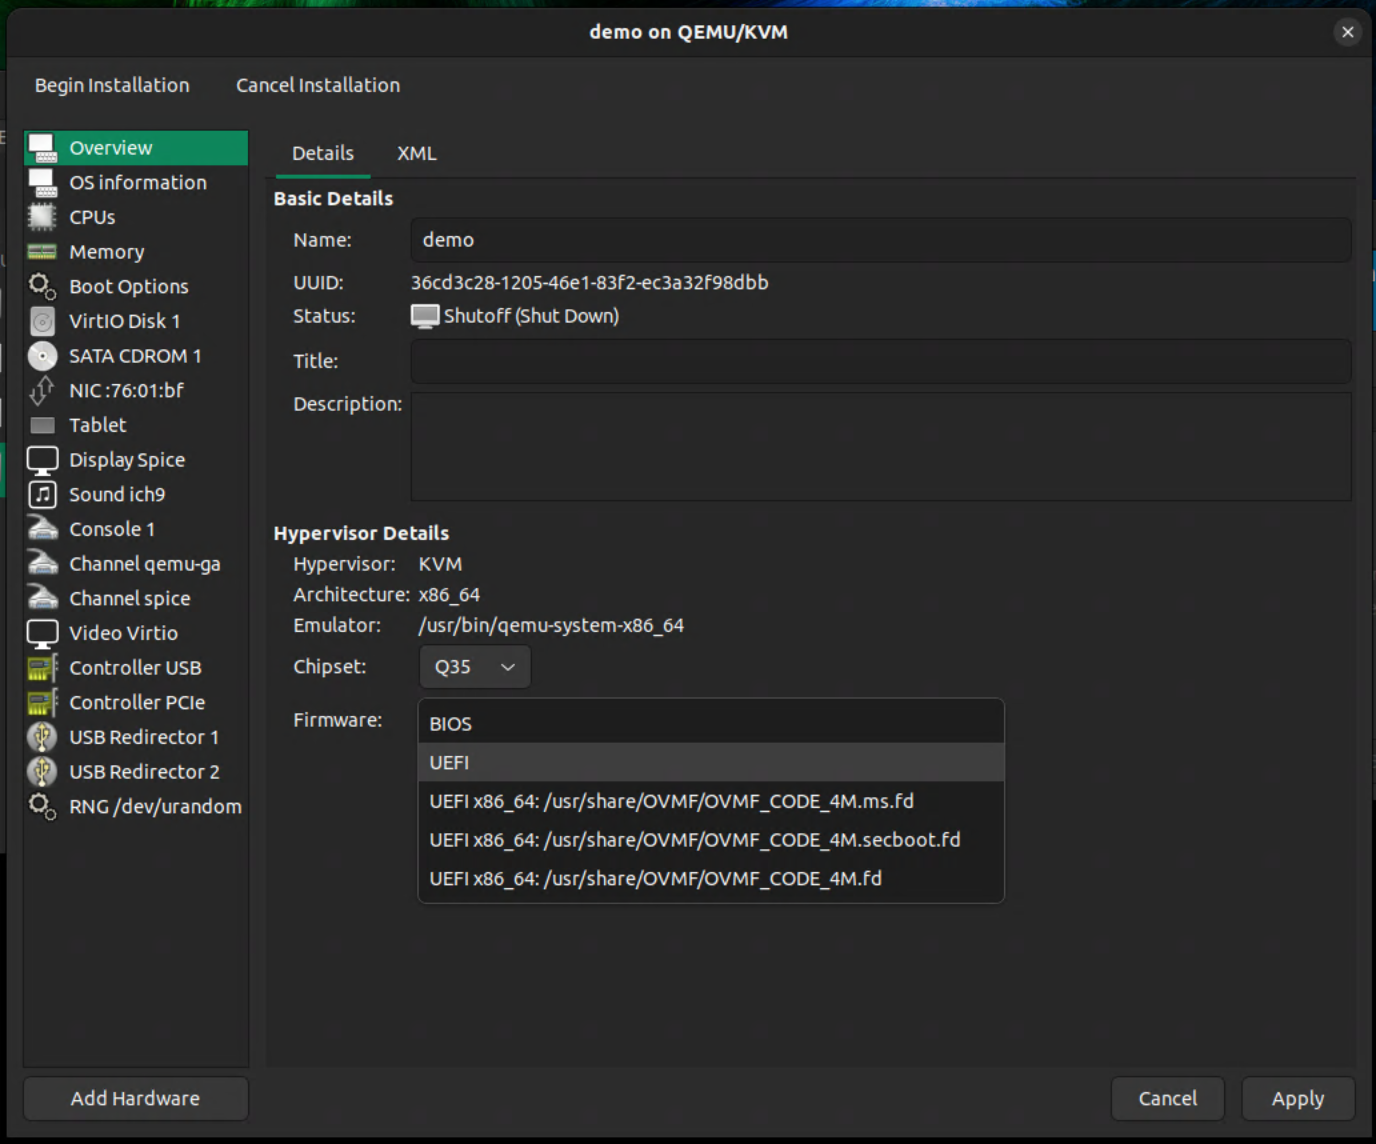 demo on QEMU/KVM
Begin Installation
Cancel Installation
Overview
OS information
CPUs
Memory
Boot Options
VirtIO Disk 1
SATA CDROM 1
NIC :76:01:bf
Tablet
Display Spice
Sound ich9
Console 1
Channel qemu-ga
Channel spice
Video Virtio
Controller USB
Controller PCIe
USB Redirector 1
USB Redirector 2
RNG /dev/urandom
Add Hardware
Details
XML
Basic Details
Name: demo
UUID: 36cd3c28-1205-46e1-83f2-ec3a32f98dbb
Status: Shutoff (Shut Down)
Title:
Description:
Hypervisor Details
Hypervisor: KVM
Architecture: x86_64
Emulator: /usr/bin/qemu-system-x86_64
Chipset: Q35
Firmware:
BIOS
UEFI
UEFI x86_64: /usr/share/OVMF/OVMF_CODE_4M.ms.fd
UEFI x86_64: /usr/share/OVMF/OVMF_CODE_4M.secboot.fd
UEFI x86_64: /usr/share/OVMF/OVMF_CODE_4M.fd
Cancel
Apply